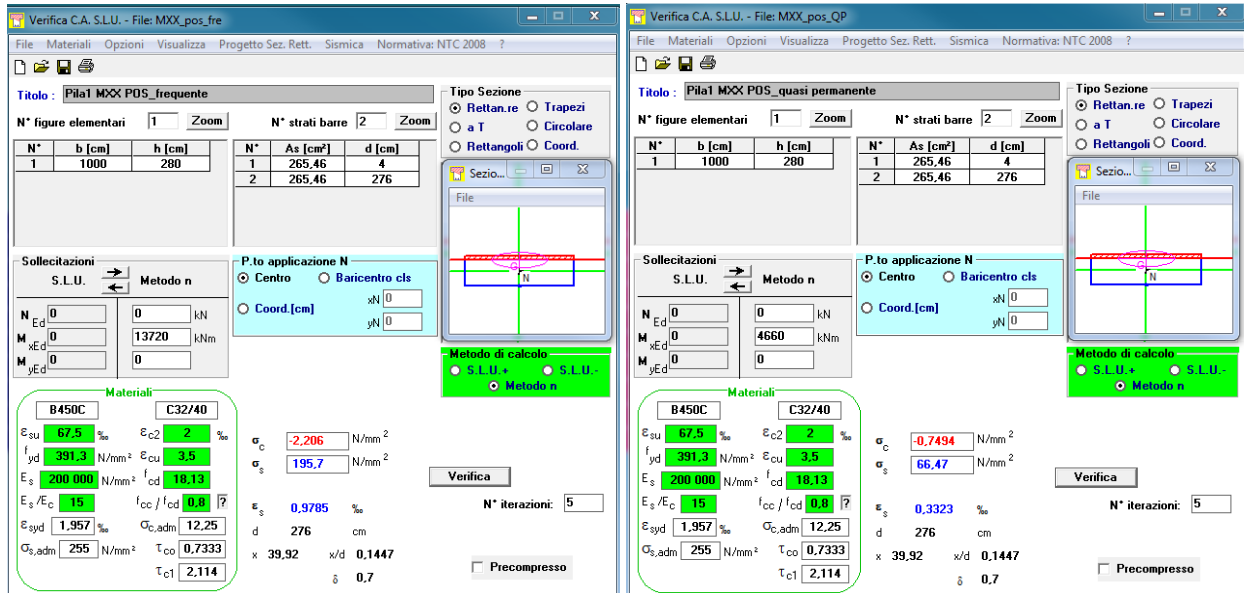 Verifica C.A. S.L.U. - File: MXX_pos_fre
File Materiali Opzioni Visualizza Progetto Sez. Rett. Sismica Normativa: NTC 2008 ?
Titolo : Pila1 MXX POS_frequente
N° figure elementari 1 Zoom N° strati barre 2 Zoom
N° b [cm] h [cm]
1 1000 280
N° As [cm²] d [cm]
1 265,46 4
2 265,46 276
Tipo Sezione
Rettan.re Trapezi
a T Circolare
Rettangoli Coord.
Sezio...
File
G
N
Sollecitazioni
S.L.U. Metodo n
N Ed 0 0 kN
M xEd 0 13720 kNm
M yEd 0 0
P.to applicazione N
Centro Baricentro cls
Coord.[cm] xN 0
yN 0
Metodo di calcolo
S.L.U.+ S.L.U.-
Metodo n
Materiali
B450C C32/40
εsu 67,5 ‰ εc2 2 ‰
fyd 391,3 N/mm² εcu 3,5
Es 200 000 N/mm² fcd 18,13
Es/Ec 15 fcc / fcd 0,8 ?
εsyd 1,957 ‰ σc,adm 12,25
σs,adm 255 N/mm² τco 0,7333
τc1 2,114
σc -2,206 N/mm²
σs 195,7 N/mm²
εs 0,9785 ‰
d 276 cm
x 39,92 x/d 0,1447
δ 0,7
Verifica
N° iterazioni: 5
Precompresso
Verifica C.A. S.L.U. - File: MXX_pos_QP
File Materiali Opzioni Visualizza Progetto Sez. Rett. Sismica Normativa: NTC 2008 ?
Titolo : Pila1 MXX POS_quasi permanente
N° figure elementari 1 Zoom N° strati barre 2 Zoom
N° b [cm] h [cm]
1 1000 280
N° As [cm²] d [cm]
1 265,46 4
2 265,46 276
Tipo Sezione
Rettan.re Trapezi
a T Circolare
Rettangoli Coord.
Sezio...
File
G
N
Sollecitazioni
S.L.U. Metodo n
N Ed 0 0 kN
M xEd 0 4660 kNm
M yEd 0 0
P.to applicazione N
Centro Baricentro cls
Coord.[cm] xN 0
yN 0
Metodo di calcolo
S.L.U.+ S.L.U.-
Metodo n
Materiali
B450C C32/40
εsu 67,5 ‰ εc2 2 ‰
fyd 391,3 N/mm² εcu 3,5
Es 200 000 N/mm² fcd 18,13
Es/Ec 15 fcc / fcd 0,8 ?
εsyd 1,957 ‰ σc,adm 12,25
σs,adm 255 N/mm² τco 0,7333
τc1 2,114
σc -0,7494 N/mm²
σs 66,47 N/mm²
εs 0,3323 ‰
d 276 cm
x 39,92 x/d 0,1447
δ 0,7
Verifica
N° iterazioni: 5
Precompresso